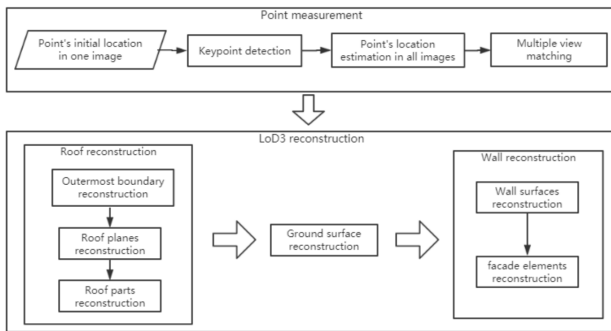 Point measurement
Point's initial location
in one image
Keypoint detection
Point's location
estimation in all images
Multiple view
matching
LoD3 reconstruction
Roof reconstruction
Outermost boundary
reconstruction
Roof planes
reconstruction
Roof parts
reconstruction
Ground surface
reconstruction
Wall reconstruction
Wall surfaces
reconstruction
facade elements
reconstruction